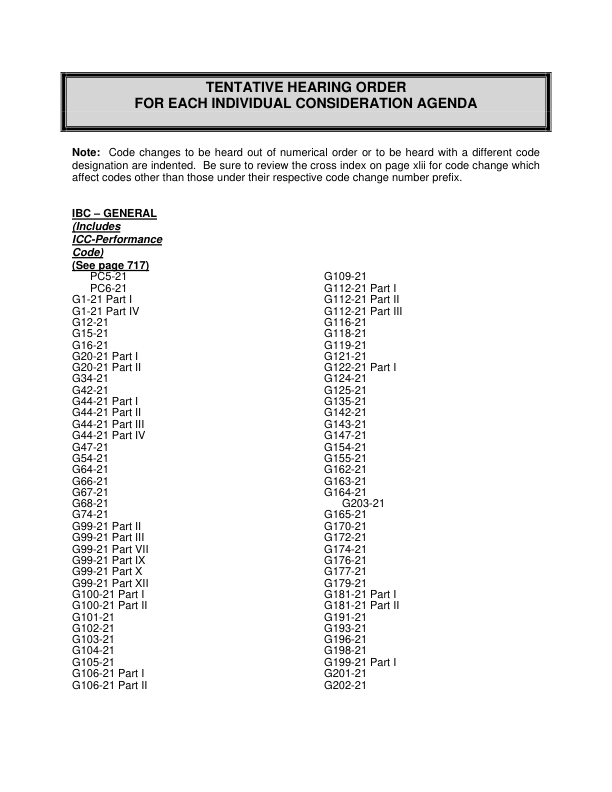 TENTATIVE HEARING ORDER
FOR EACH INDIVIDUAL CONSIDERATION AGENDA
Note: Code changes to be heard out of numerical order or to be heard with a different code
designation are indented. Be sure to review the cross index on page xlii for code change which
affect codes other than those under their respective code change number prefix.
IBC – GENERAL
(Includes
ICC-Performance
Code)
(See page 717)
PC5-21
PC6-21
G1-21 Part I
G1-21 Part IV
G12-21
G15-21
G16-21
G20-21 Part I
G20-21 Part II
G34-21
G42-21
G44-21 Part I
G44-21 Part II
G44-21 Part III
G44-21 Part IV
G47-21
G54-21
G64-21
G66-21
G67-21
G68-21
G74-21
G99-21 Part II
G99-21 Part III
G99-21 Part VII
G99-21 Part IX
G99-21 Part X
G99-21 Part XII
G100-21 Part I
G100-21 Part II
G101-21
G102-21
G103-21
G104-21
G105-21
G106-21 Part I
G106-21 Part II
G109-21
G112-21 Part I
G112-21 Part II
G112-21 Part III
G116-21
G118-21
G119-21
G121-21
G122-21 Part I
G124-21
G125-21
G135-21
G142-21
G143-21
G147-21
G154-21
G155-21
G162-21
G163-21
G164-21
G203-21
G165-21
G170-21
G172-21
G174-21
G176-21
G177-21
G179-21
G181-21 Part I
G181-21 Part II
G191-21
G193-21
G196-21
G198-21
G199-21 Part I
G201-21
G202-21